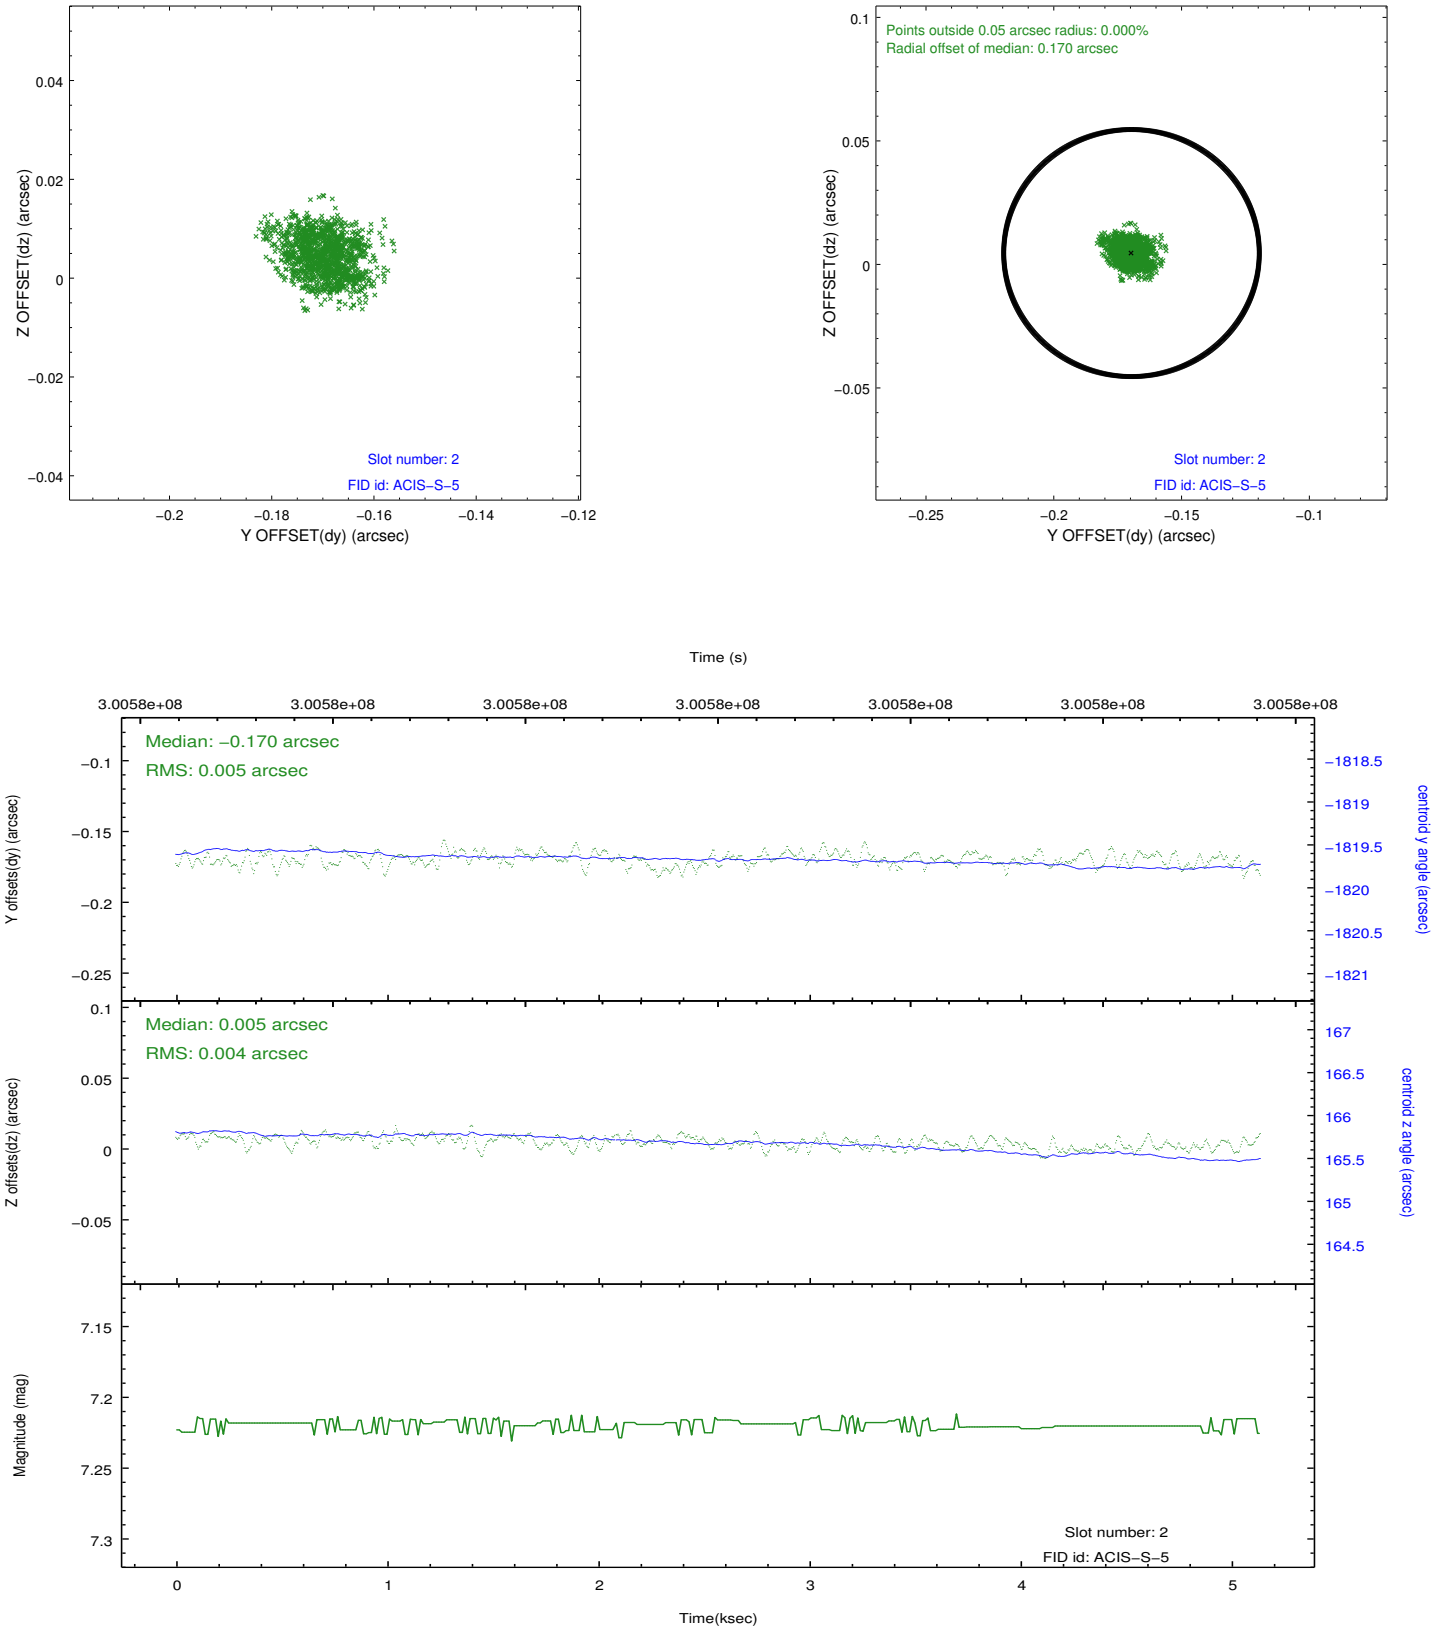 0.04
0.02
0
−0.02
−0.04
Z OFFSET(dz) (arcsec)
Slot number: 2
FID id: ACIS−S−5
−0.2 −0.18 −0.16 −0.14 −0.12
Y OFFSET(dy) (arcsec)
Points outside 0.05 arcsec radius: 0.000%
Radial offset of median: 0.170 arcsec
0.1
0.05
0
−0.05
Z OFFSET(dz) (arcsec)
Slot number: 2
FID id: ACIS−S−5
−0.25 −0.2 −0.15 −0.1
Y OFFSET(dy) (arcsec)
Time (s)
3.0058e+08 3.0058e+08 3.0058e+08 3.0058e+08 3.0058e+08 3.0058e+08 3.0058e+08
Median: −0.170 arcsec
RMS: 0.005 arcsec
−0.1
−0.15
−0.2
−0.25
Y offsets(dy) (arcsec)
−1818.5
−1819
−1819.5
−1820
−1820.5
−1821
centroid y angle (arcsec)
Median: 0.005 arcsec
RMS: 0.004 arcsec
0.1
0.05
0
−0.05
Z offsets(dz) (arcsec)
167
166.5
166
165.5
165
164.5
centroid z angle (arcsec)
7.15
7.2
7.25
7.3
Magnitude (mag)
Slot number: 2
FID id: ACIS−S−5
0 1 2 3 4 5
Time(ksec)